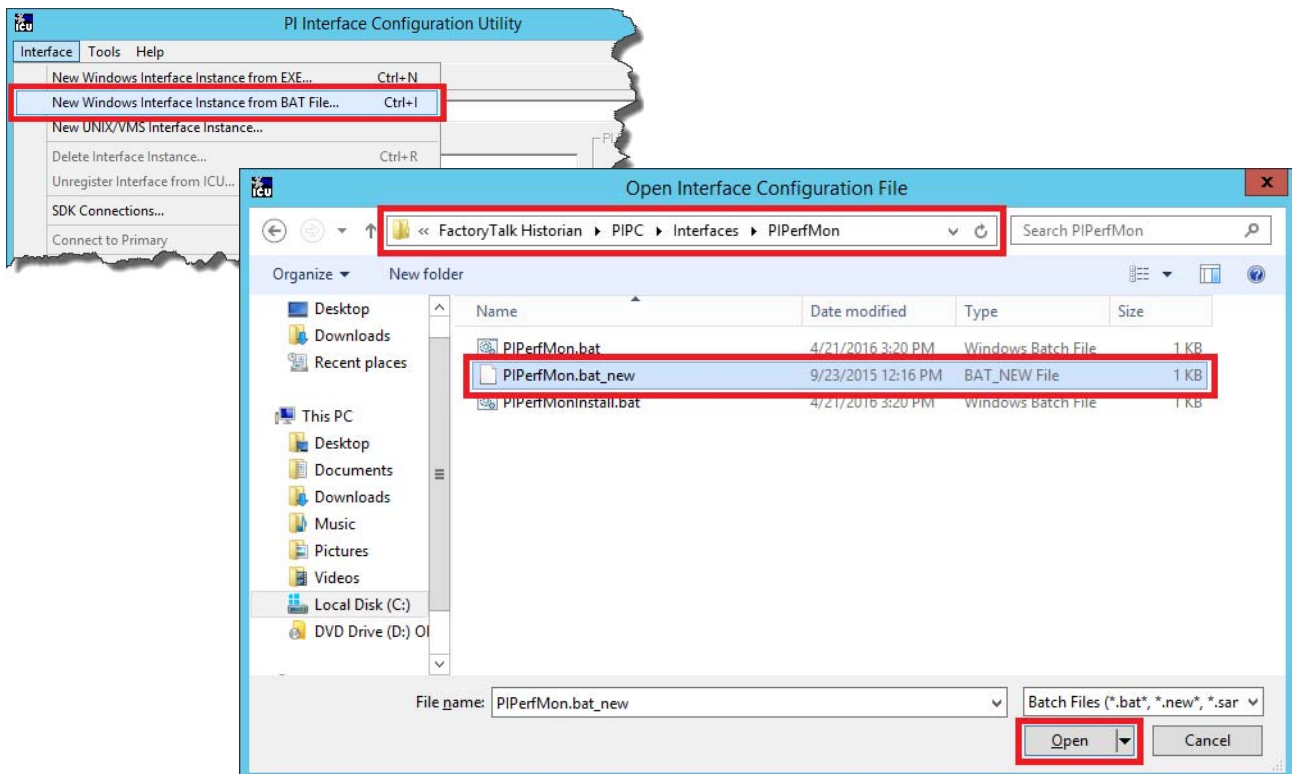 ICU
PI Interface Configuration Utility
Interface Tools Help
New Windows Interface Instance from EXE... Ctrl+N
New Windows Interface Instance from BAT File... Ctrl+I
New UNIX/VMS Interface Instance...
Delete Interface Instance... Ctrl+R
Unregister Interface from ICU...
SDK Connections...
Connect to Primary
ICU
Open Interface Configuration File
x
« FactoryTalk Historian PIPC Interfaces PIPerfMon
Search PIPerfMon
Organize New folder
Name Date modified Type Size
Desktop
Downloads
Recent places
This PC
Desktop
Documents
Downloads
Music
Pictures
Videos
Local Disk (C:)
DVD Drive (D:)
PIPerfMon.bat 4/21/2016 3:20 PM Windows Batch File 1 KB
PIPerfMon.bat_new 9/23/2015 12:16 PM BAT_NEW File 1 KB
PIPerfMonInstall.bat 4/21/2016 3:20 PM Windows Batch File 1 KB
File name: PIPerfMon.bat_new
Batch Files (*.bat*, *.new*, *.sar
Open Cancel